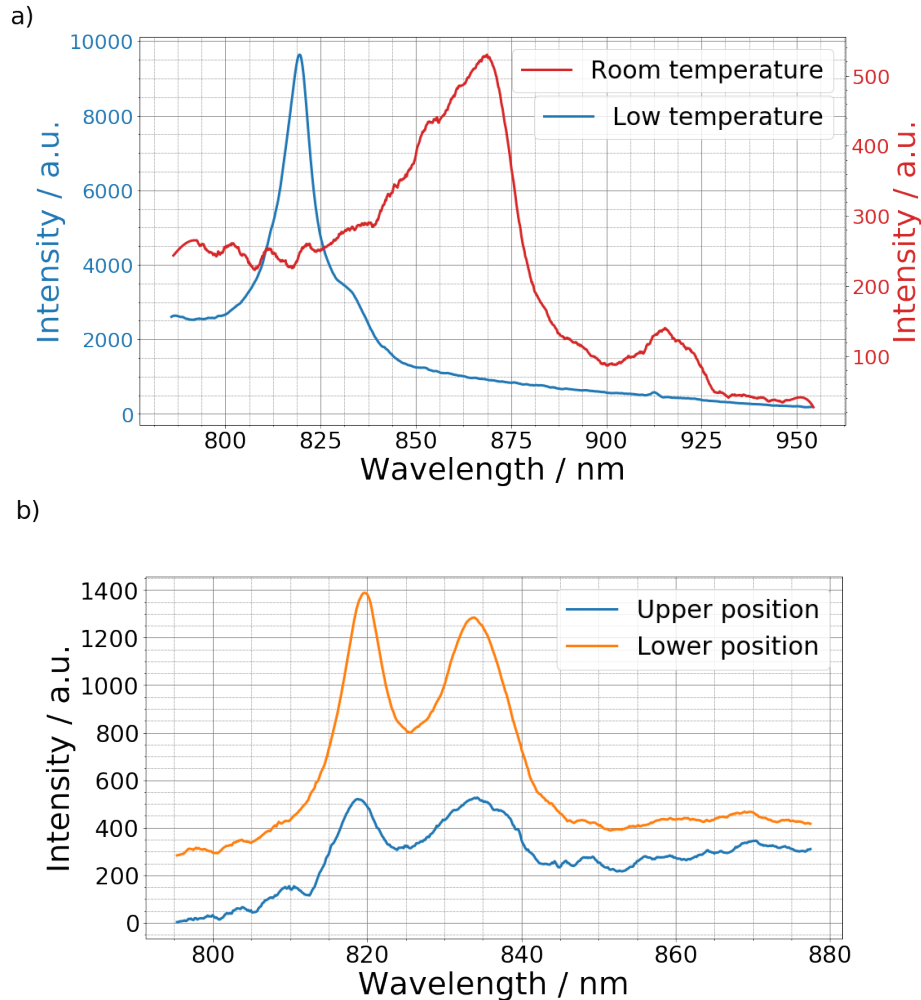 a)
10000
8000
6000
4000
2000
0
Intensity / a.u.
Room temperature
Low temperature
500
400
300
200
100
Intensity / a.u.
800 825 850 875 900 925 950
Wavelength / nm
b)
1400
1200
1000
800
600
400
200
0
Intensity / a.u.
Upper position
Lower position
800 820 840 860 880
Wavelength / nm